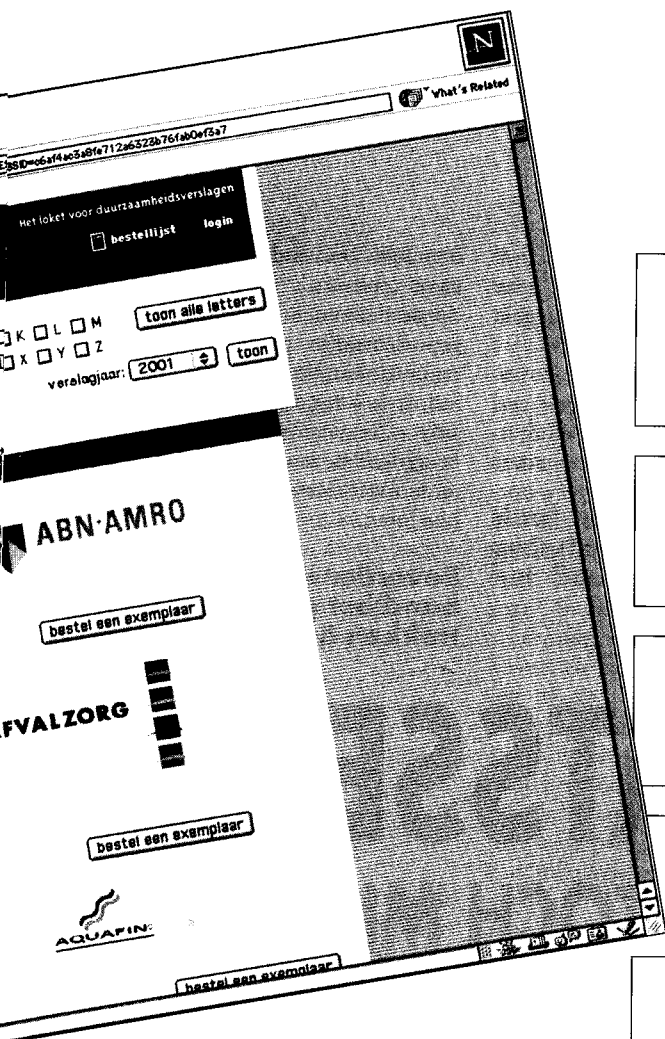 N
What's Related
SSID=c6af4ac3a8fe712a6323b76fab0ef3a7
Het loket voor duurzaamheidsverslagen
bestellijst login
K L M
toon alle letters
X Y Z
verslagjaar: 2001 toon
ABN·AMRO
bestel een exemplaar
FVALZORG
bestel een exemplaar
AQUAFIN
bestel een exemplaar